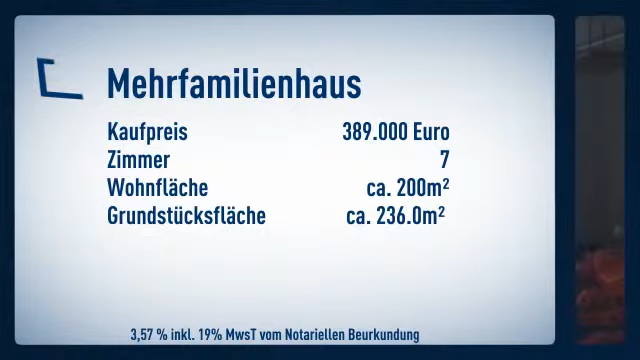 Mehrfamilienhaus
Kaufpreis 389.000 Euro
Zimmer 7
Wohnfläche ca. 200m²
Grundstücksfläche ca. 236.0m²
3,57 % inkl. 19% MwsT vom Notariellen Beurkundung